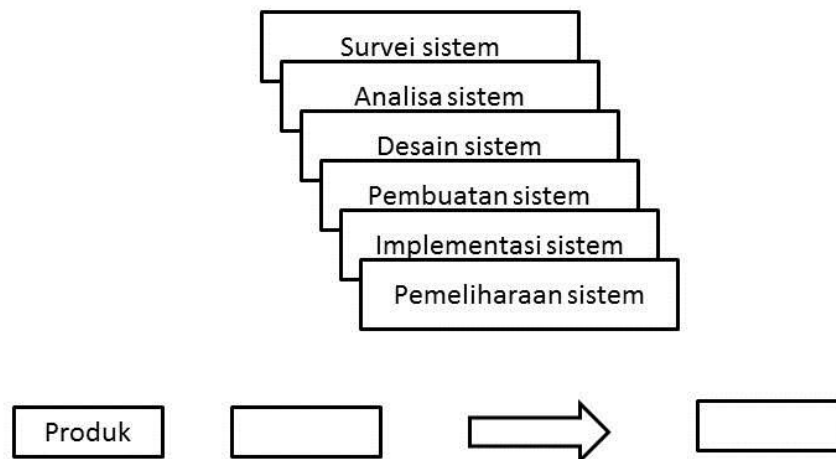 Survei sistem
Analisa sistem
Desain sistem
Pembuatan sistem
Implementasi sistem
Pemeliharaan sistem
Produk